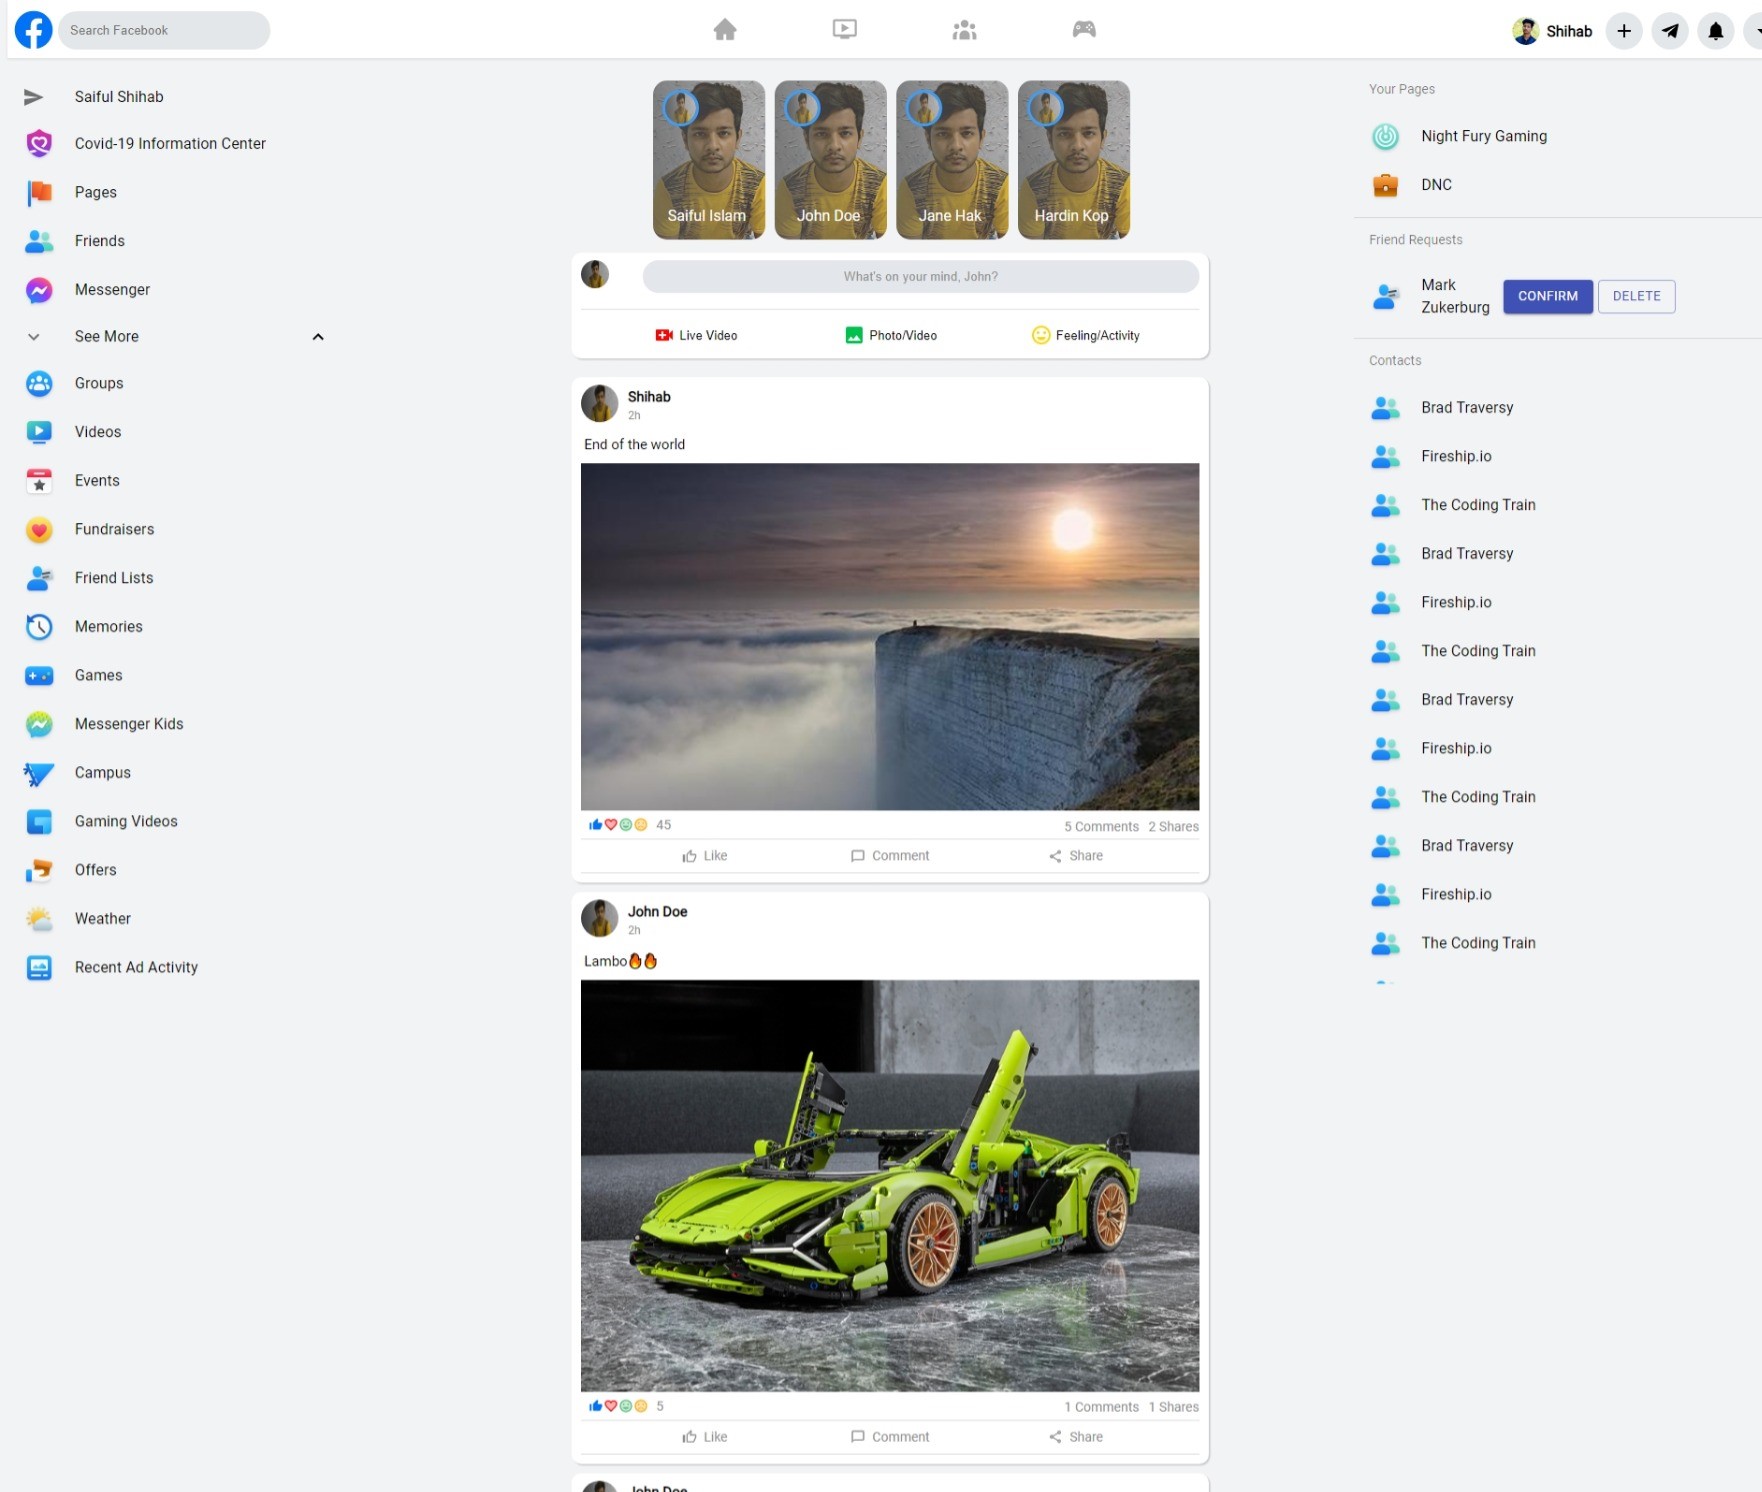 Search Facebook
Shihab
Saiful Shihab
Covid-19 Information Center
Pages
Friends
Messenger
See More
Groups
Videos
Events
Fundraisers
Friend Lists
Memories
Games
Messenger Kids
Campus
Gaming Videos
Offers
Weather
Recent Ad Activity
Saiful Islam
John Doe
Jane Hak
Hardin Kop
What's on your mind, John?
Live Video
Photo/Video
Feeling/Activity
Shihab
2h
End of the world
45
5 Comments 2 Shares
Like
Comment
Share
John Doe
2h
Lambo🔥🔥
5
1 Comments 1 Shares
Like
Comment
Share
John Doe
Your Pages
Night Fury Gaming
DNC
Friend Requests
Mark
Zukerburg
CONFIRM
DELETE
Contacts
Brad Traversy
Fireship.io
The Coding Train
Brad Traversy
Fireship.io
The Coding Train
Brad Traversy
Fireship.io
The Coding Train
Brad Traversy
Fireship.io
The Coding Train